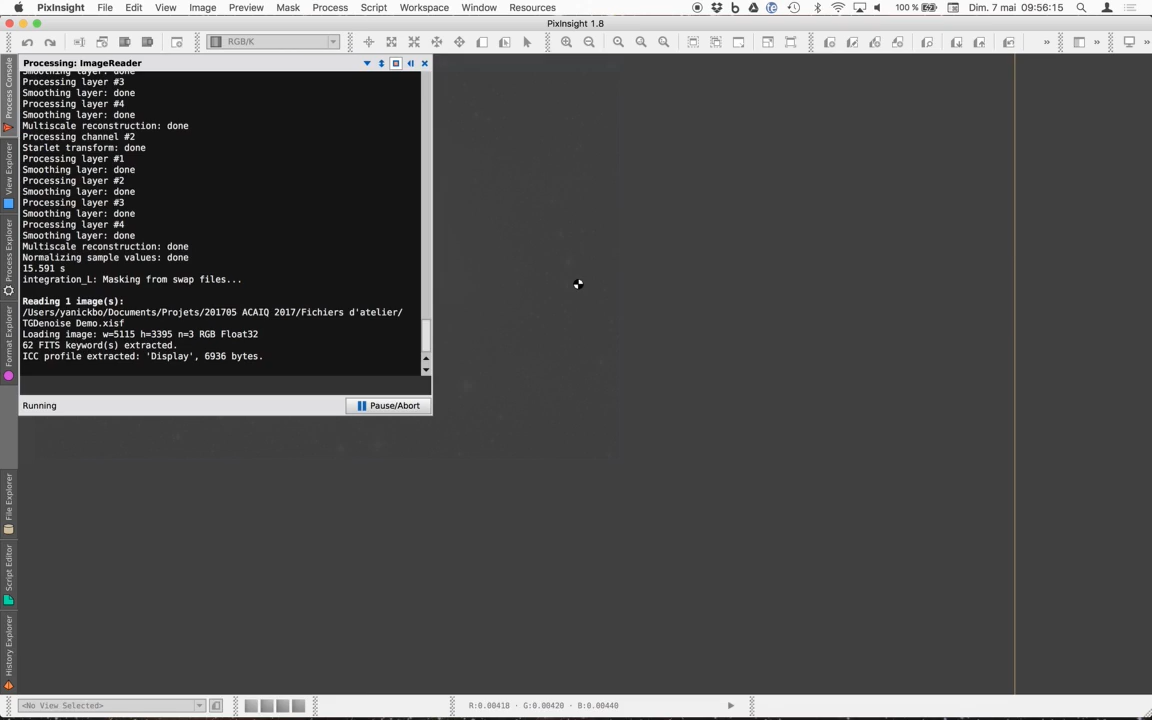 PixInsight File Edit View Image Preview Mask Process Script Workspace Window Resources 100 % Dim. 7 mai 09:56:15
PixInsight 1.8
RGB/K
Processing: ImageReader
Smoothing layer: done
Processing layer #3
Smoothing layer: done
Processing layer #4
Smoothing layer: done
Multiscale reconstruction: done
Processing channel #2
Starlet transform: done
Processing layer #1
Smoothing layer: done
Processing layer #2
Smoothing layer: done
Processing layer #3
Smoothing layer: done
Processing layer #4
Smoothing layer: done
Multiscale reconstruction: done
Normalizing sample values: done
15.591 s
integration_L: Masking from swap files...
Reading 1 image(s):
/Users/yanickbo/Documents/Projets/201705 ACAIQ 2017/Fichiers d'atelier/
TGDenoise Demo.xisf
Loading image: w=5115 h=3395 n=3 RGB Float32
62 FITS keyword(s) extracted.
ICC profile extracted: 'Display', 6936 bytes.
Running
Pause/Abort
Process Console
View Explorer
Process Explorer
Format Explorer
File Explorer
Script Editor
History Explorer
<No View Selected>
R:0.00418 · G:0.00420 · B:0.00440